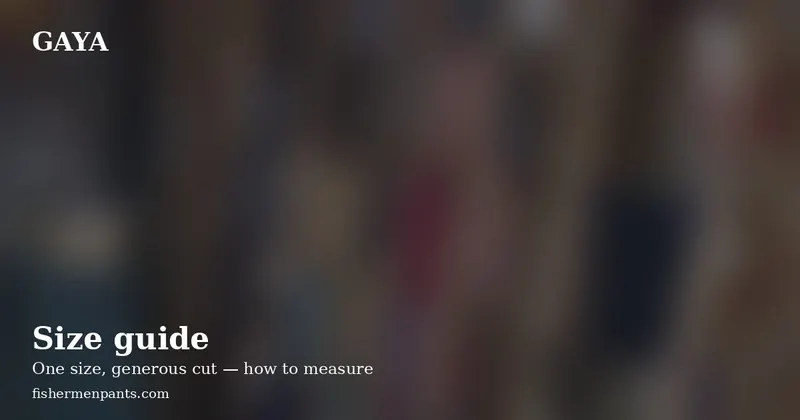 GAYA
Size guide
One size, generous cut — how to measure
fishermenpants.com